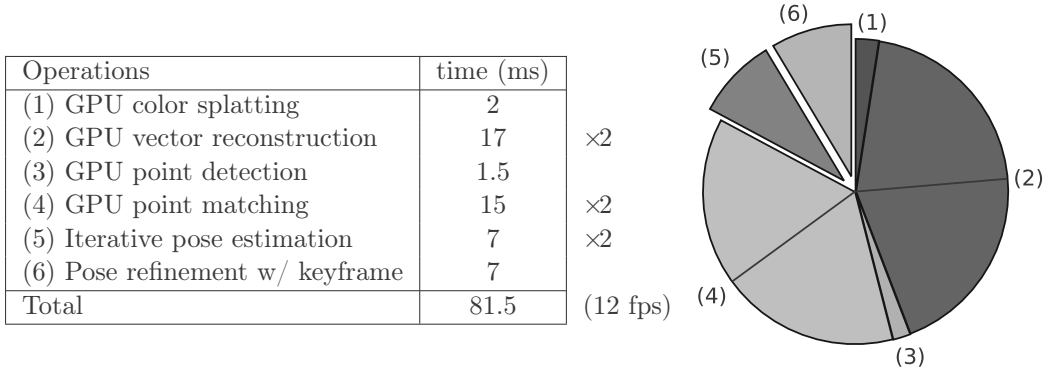 Operations time (ms)
(1) GPU color splatting 2
(2) GPU vector reconstruction 17 ×2
(3) GPU point detection 1.5
(4) GPU point matching 15 ×2
(5) Iterative pose estimation 7 ×2
(6) Pose refinement w/ keyframe 7
Total 81.5 (12 fps)
(6)
(1)
(5)
(2)
(4)
(3)